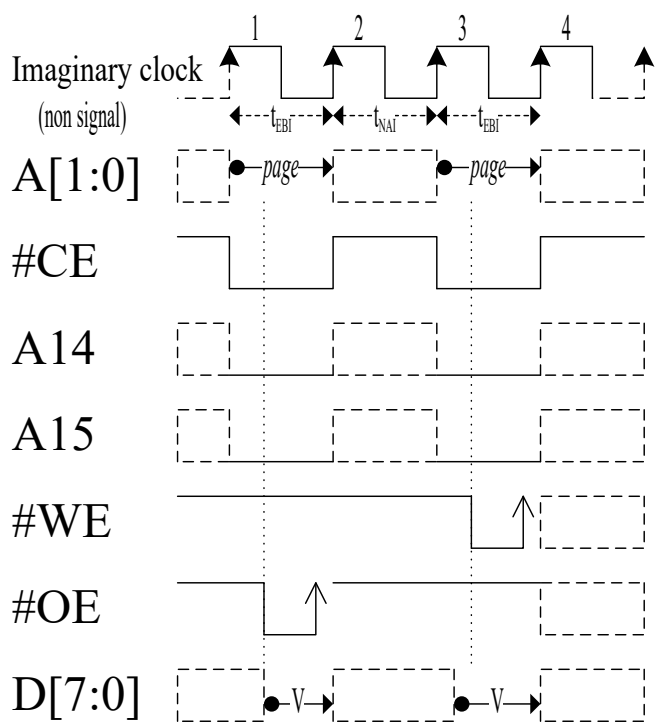 1 2 3 4
Imaginary clock
(non signal)
tEBI tNAI tEBI
A[1:0] page page
#CE
A14
A15
#WE
#OE
D[7:0] V V